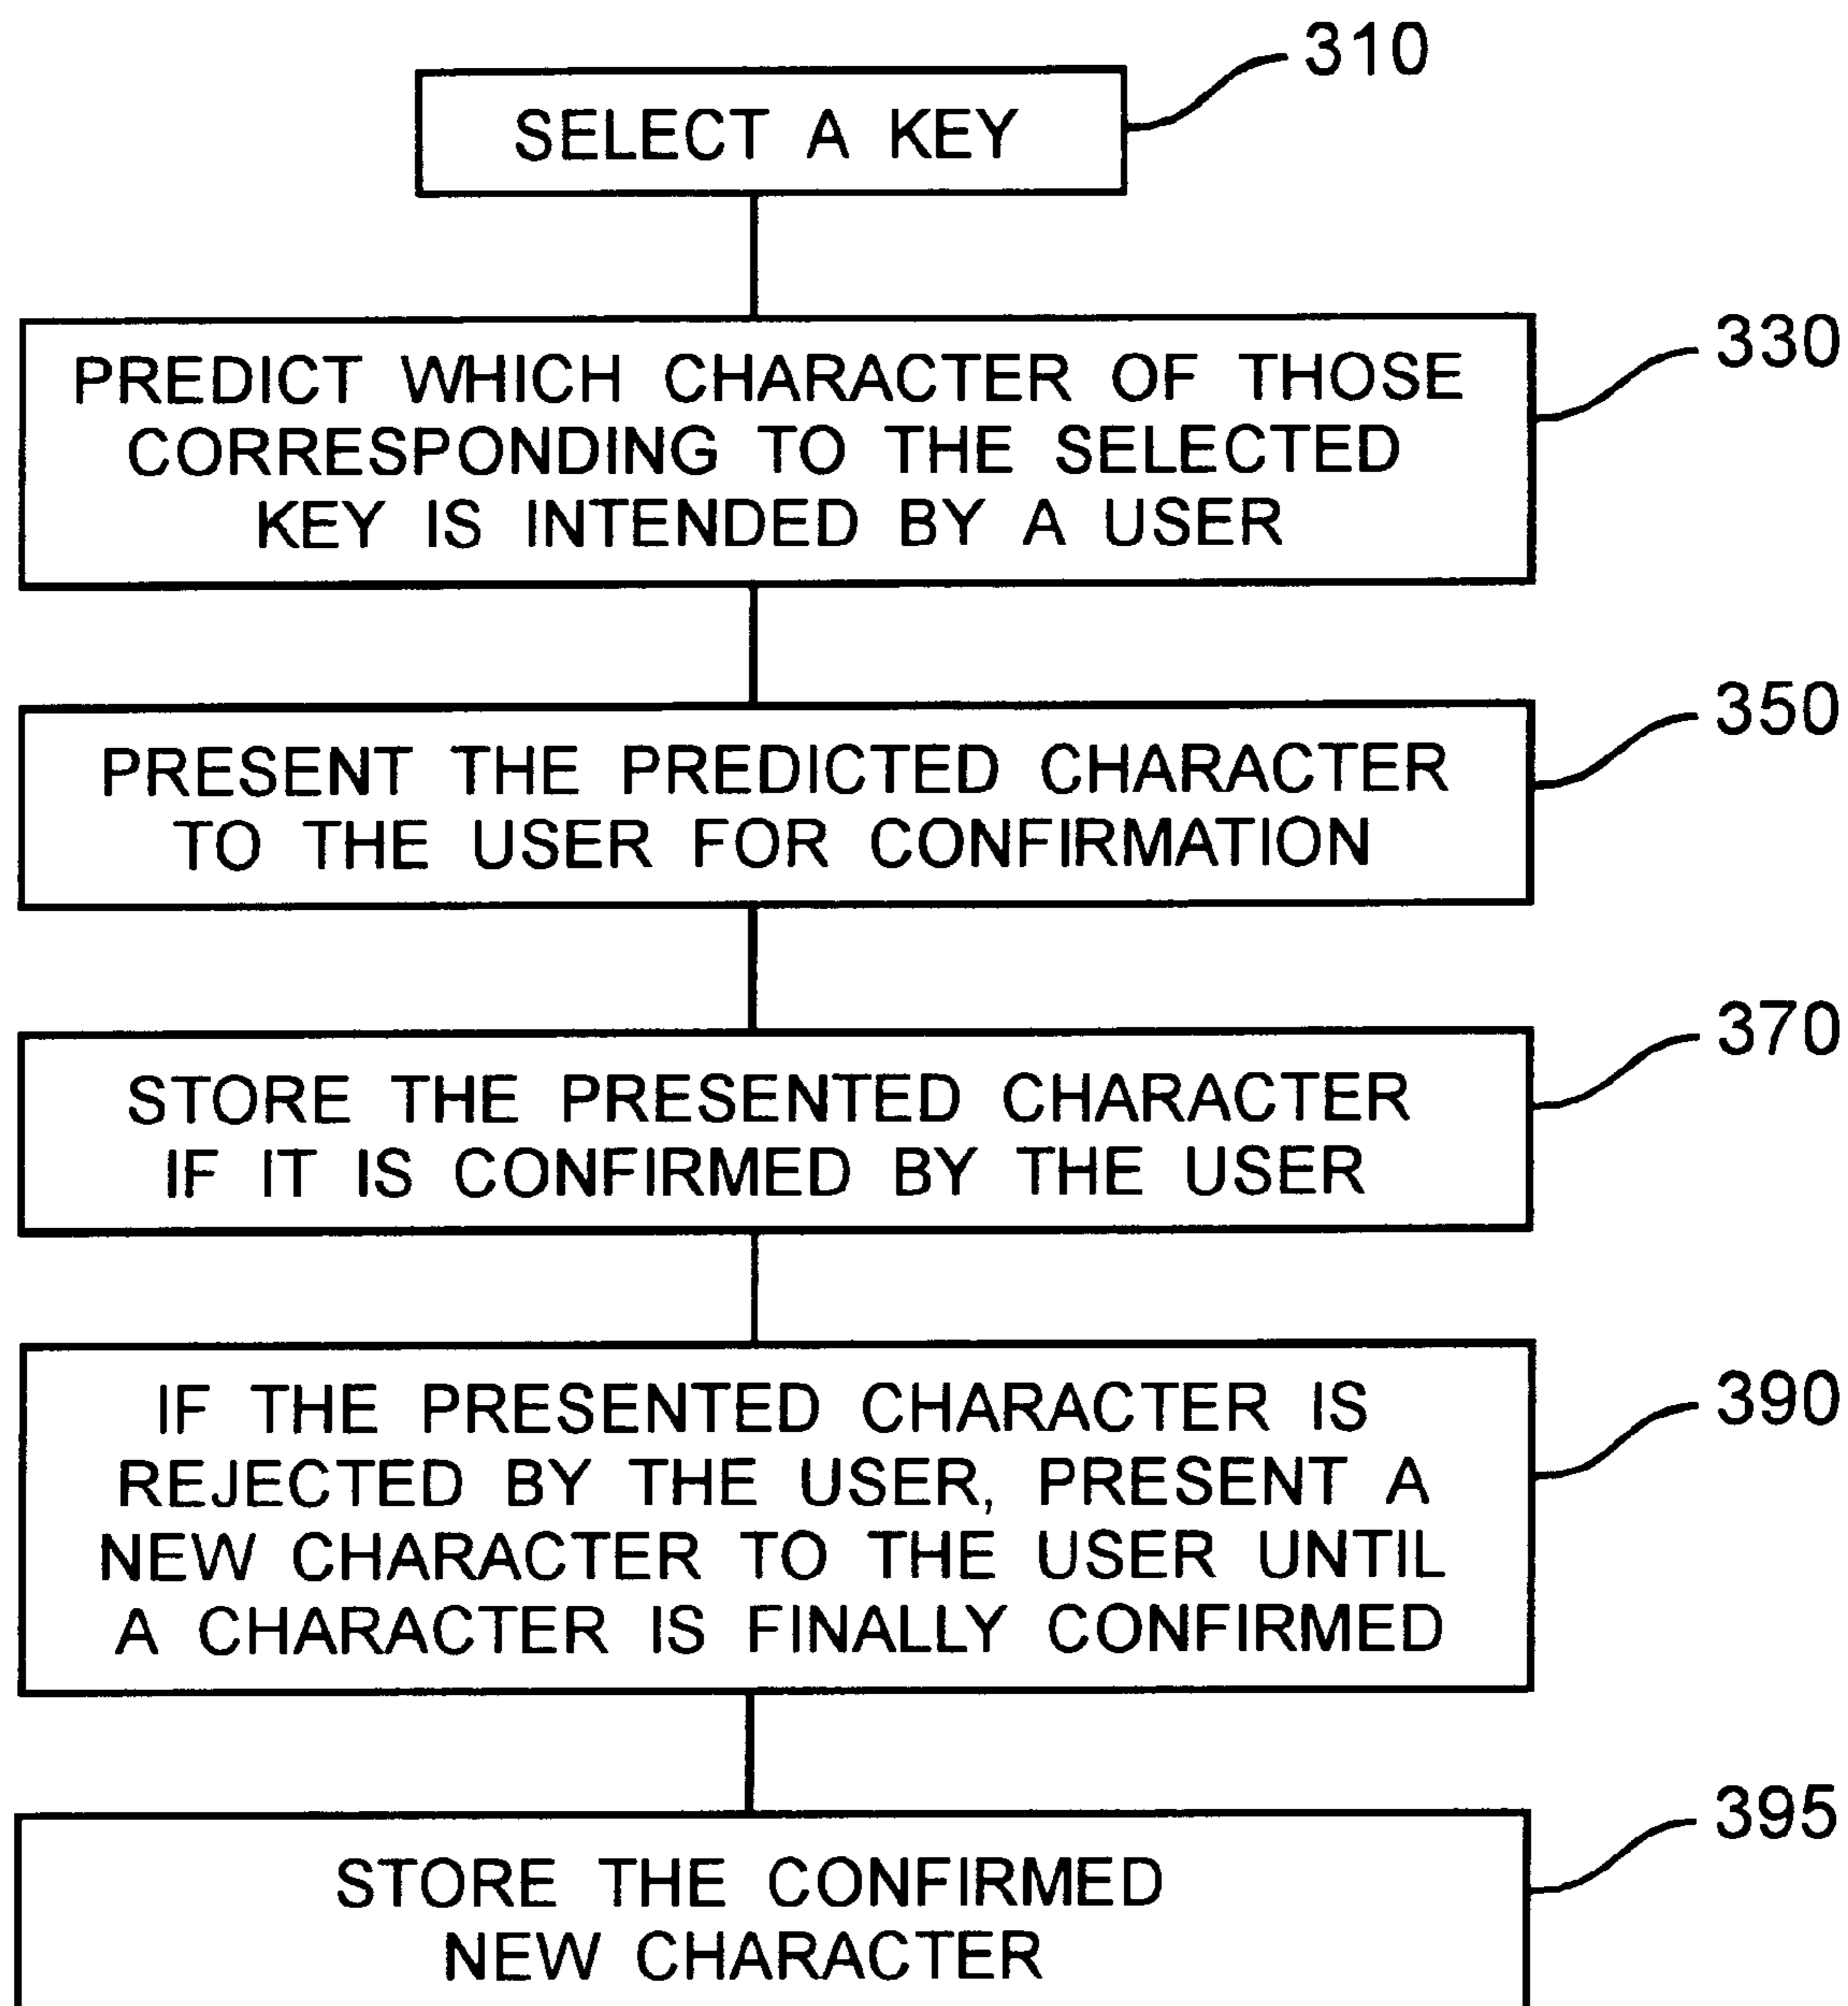 310
SELECT A KEY
330
PREDICT WHICH CHARACTER OF THOSE
CORRESPONDING TO THE SELECTED
KEY IS INTENDED BY A USER
350
PRESENT THE PREDICTED CHARACTER
TO THE USER FOR CONFIRMATION
370
STORE THE PRESENTED CHARACTER
IF IT IS CONFIRMED BY THE USER
390
IF THE PRESENTED CHARACTER IS
REJECTED BY THE USER, PRESENT A
NEW CHARACTER TO THE USER UNTIL
A CHARACTER IS FINALLY CONFIRMED
395
STORE THE CONFIRMED
NEW CHARACTER